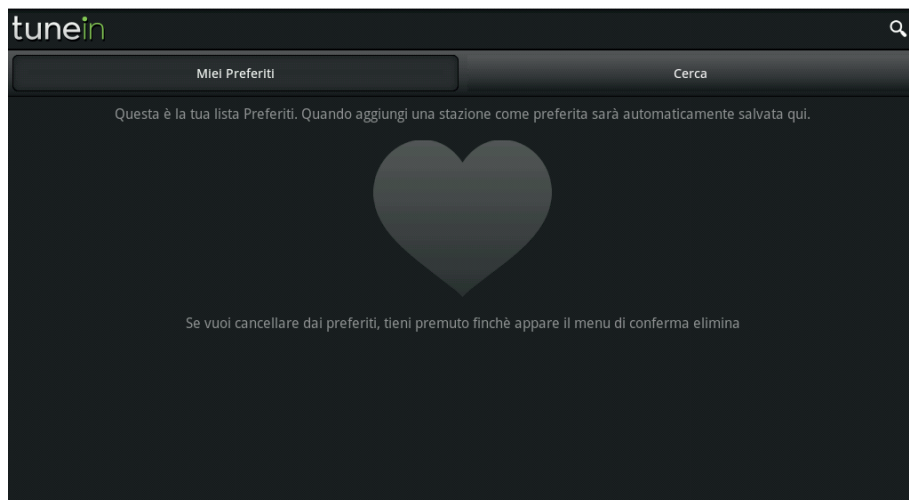 tunein
Miei Preferiti
Cerca
Questa è la tua lista Preferiti. Quando aggiungi una stazione come preferita sarà automaticamente salvata qui.
Se vuoi cancellare dai preferiti, tieni premuto finchè appare il menu di conferma elimina